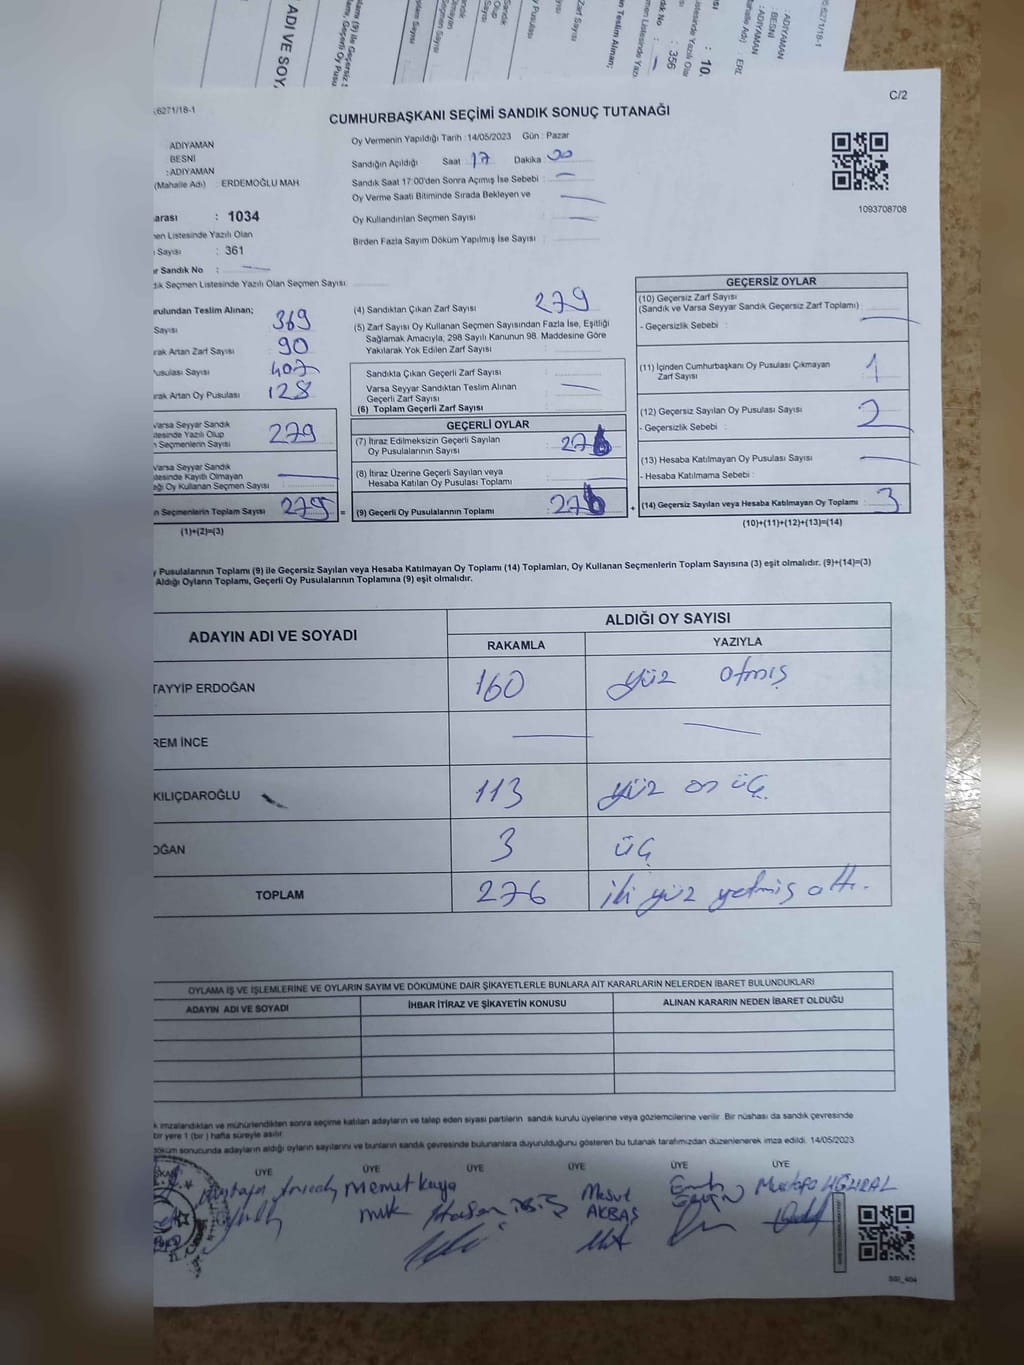 6271/18-1
: ADIYAMAN
: BESNİ
: ADIYAMAN
: 10.
: 356
ADI VE SOY
C/2
6271/18-1
CUMHURBAŞKANI SEÇİMİ SANDIK SONUÇ TUTANAĞI
ADIYAMAN
BESNİ
:ADIYAMAN
(Mahalle Adı) : ERDEMOĞLU MAH
Oy Vermenin Yapıldığı Tarih : 14/05/2023 Gün : Pazar
Sandığın Açıldığı Saat 17 Dakika 00
Sandık Saat 17:00'den Sonra Açımış İse Sebebi : —
Oy Verme Saati Bitiminde Sırada Bekleyen ve
Oy Kullandırılan Seçmen Sayısı —
Birden Fazla Sayım Döküm Yapılmış İse Sayısı :
1093708708
arası : 1034
en Listesinde Yazılı Olan
Sayısı : 361
Sandık No : —
dık Seçmen Listesinde Yazılı Olan Seçmen Sayısı
urulundan Teslim Alınan;
Sayısı 369
rak Artan Zarf Sayısı 90
usulası Sayısı 407
rak Artan Oy Pusulası 128
Varsa Seyyar Sandık
listesinde Yazılı Olup
Seçmenlerin Sayısı 279
Varsa Seyyar Sandık
listesinde Kayıtlı Olmayan
eği Oy Kullanan Seçmen Sayısı : —
n Seçmenlerin Toplam Sayısı 279 =
(1)+(2)=(3)
(4) Sandıktan Çıkan Zarf Sayısı : 279
(5) Zarf Sayısı Oy Kullanan Seçmen Sayısından Fazla İse, Eşitliği
Sağlamak Amacıyla, 298 Sayılı Kanunun 98. Maddesine Göre
Yakılarak Yok Edilen Zarf Sayısı :
Sandıkta Çıkan Geçerli Zarf Sayısı :
Varsa Seyyar Sandıktan Teslim Alınan
Geçerli Zarf Sayısı —
(6) Toplam Geçerli Zarf Sayısı
GEÇERLİ OYLAR
(7) İtiraz Edilmeksizin Geçerli Sayılan
Oy Pusulalarının Sayısı : 276
(8) İtiraz Üzerine Geçerli Sayılan veya
Hesaba Katılan Oy Pusulası Toplamı : —
(9) Geçerli Oy Pusulalarının Toplamı : 276 +
GEÇERSİZ OYLAR
(10) Geçersiz Zarf Sayısı
(Sandık ve Varsa Seyyar Sandık Geçersiz Zarf Toplamı) :
- Geçersizlik Sebebi : —
(11) İçinden Cumhurbaşkanı Oy Pusulası Çıkmayan
Zarf Sayısı 1
(12) Geçersiz Sayılan Oy Pusulası Sayısı : 2
- Geçersizlik Sebebi :
(13) Hesaba Katılmayan Oy Pusulası Sayısı : —
- Hesaba Katılmama Sebebi :
(14) Geçersiz Sayılan veya Hesaba Katılmayan Oy Toplamı : 3
(10)+(11)+(12)+(13)=(14)
y Pusulalarının Toplamı (9) ile Geçersiz Sayılan veya Hesaba Katılmayan Oy Toplamı (14) Toplamları, Oy Kullanan Seçmenlerin Toplam Sayısına (3) eşit olmalıdır. (9)+(14)=(3)
Aldığı Oyların Toplamı, Geçerli Oy Pusulalarının Toplamına (9) eşit olmalıdır.
ADAYIN ADI VE SOYADI ALDIĞI OY SAYISI
RAKAMLA YAZIYLA
TAYYİP ERDOĞAN 160 yüz atmış
REM İNCE — —
KILIÇDAROĞLU 113 yüz on üç
OĞAN 3 üç
TOPLAM 276 iki yüz yetmiş altı.
OYLAMA İŞ VE İŞLEMLERİNE VE OYLARIN SAYIM VE DÖKÜMÜNE DAİR ŞİKAYETLERLE BUNLARA AİT KARARLARIN NELERDEN İBARET BULUNDUKLARI
ADAYIN ADI VE SOYADI İHBAR İTİRAZ VE ŞİKAYETİN KONUSU ALINAN KARARIN NEDEN İBARET OLDUĞU
k imzalandıktan ve mühürlendikten sonra seçime katılan adayların ve talep eden siyasi partilerin sandık kurulu üyelerine veya gözlemcilerine verilir. Bir nüshası da sandık çevresinde
bir yere 1 (bir) hafta süreyle asılır
döküm sonucunda adayların aldığı oyların sayılarını ve bunların sandık çevresinde bulunanlara duyurulduğunu gösteren bu tutanak tarafımızdan düzenlenerek imza edildi. 14/05/2023
ÜYE ÜYE ÜYE ÜYE ÜYE ÜYE
Memet Kaya
Mesut
AKBAŞ
Mustafa
SSI_404